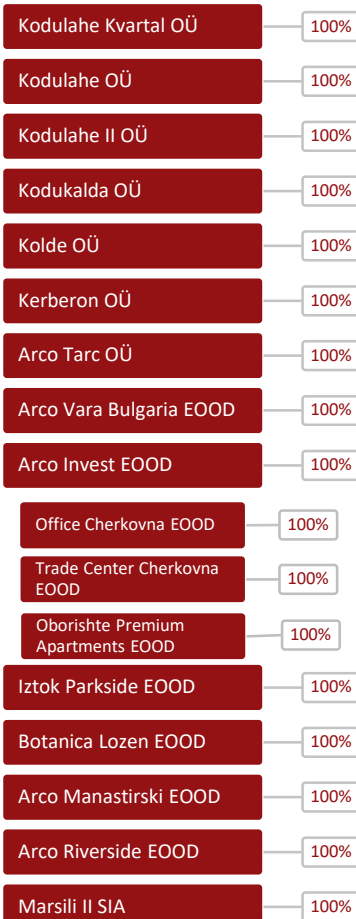 Kodulahe Kvartal OÜ 100%
Kodulahe OÜ 100%
Kodulahe II OÜ 100%
Kodukalda OÜ 100%
Kolde OÜ 100%
Kerberon OÜ 100%
Arco Tarc OÜ 100%
Arco Vara Bulgaria EOOD 100%
Arco Invest EOOD 100%
Office Cherkovna EOOD 100%
Trade Center Cherkovna
EOOD 100%
Oborishte Premium
Apartments EOOD 100%
Iztok Parkside EOOD 100%
Botanica Lozen EOOD 100%
Arco Manastirski EOOD 100%
Arco Riverside EOOD 100%
Marsili II SIA 100%